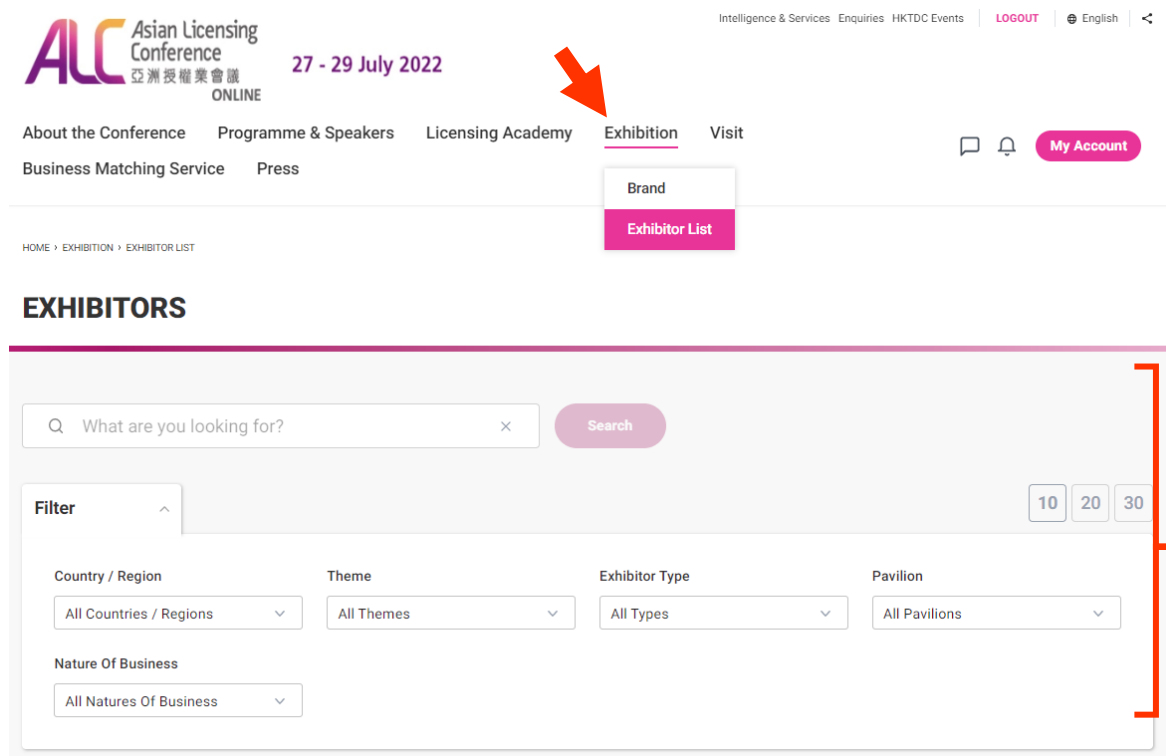 Intelligence & Services Enquiries HKTDC Events LOGOUT English
ALC
Asian Licensing
Conference
亞洲授權業會議
ONLINE
27 - 29 July 2022
About the Conference Programme & Speakers Licensing Academy Exhibition Visit
My Account
Business Matching Service Press
Brand
Exhibitor List
HOME › EXHIBITION › EXHIBITOR LIST
EXHIBITORS
What are you looking for? Search
Filter
10 20 30
Country / Region Theme Exhibitor Type Pavilion
All Countries / Regions All Themes All Types All Pavilions
Nature Of Business
All Natures Of Business